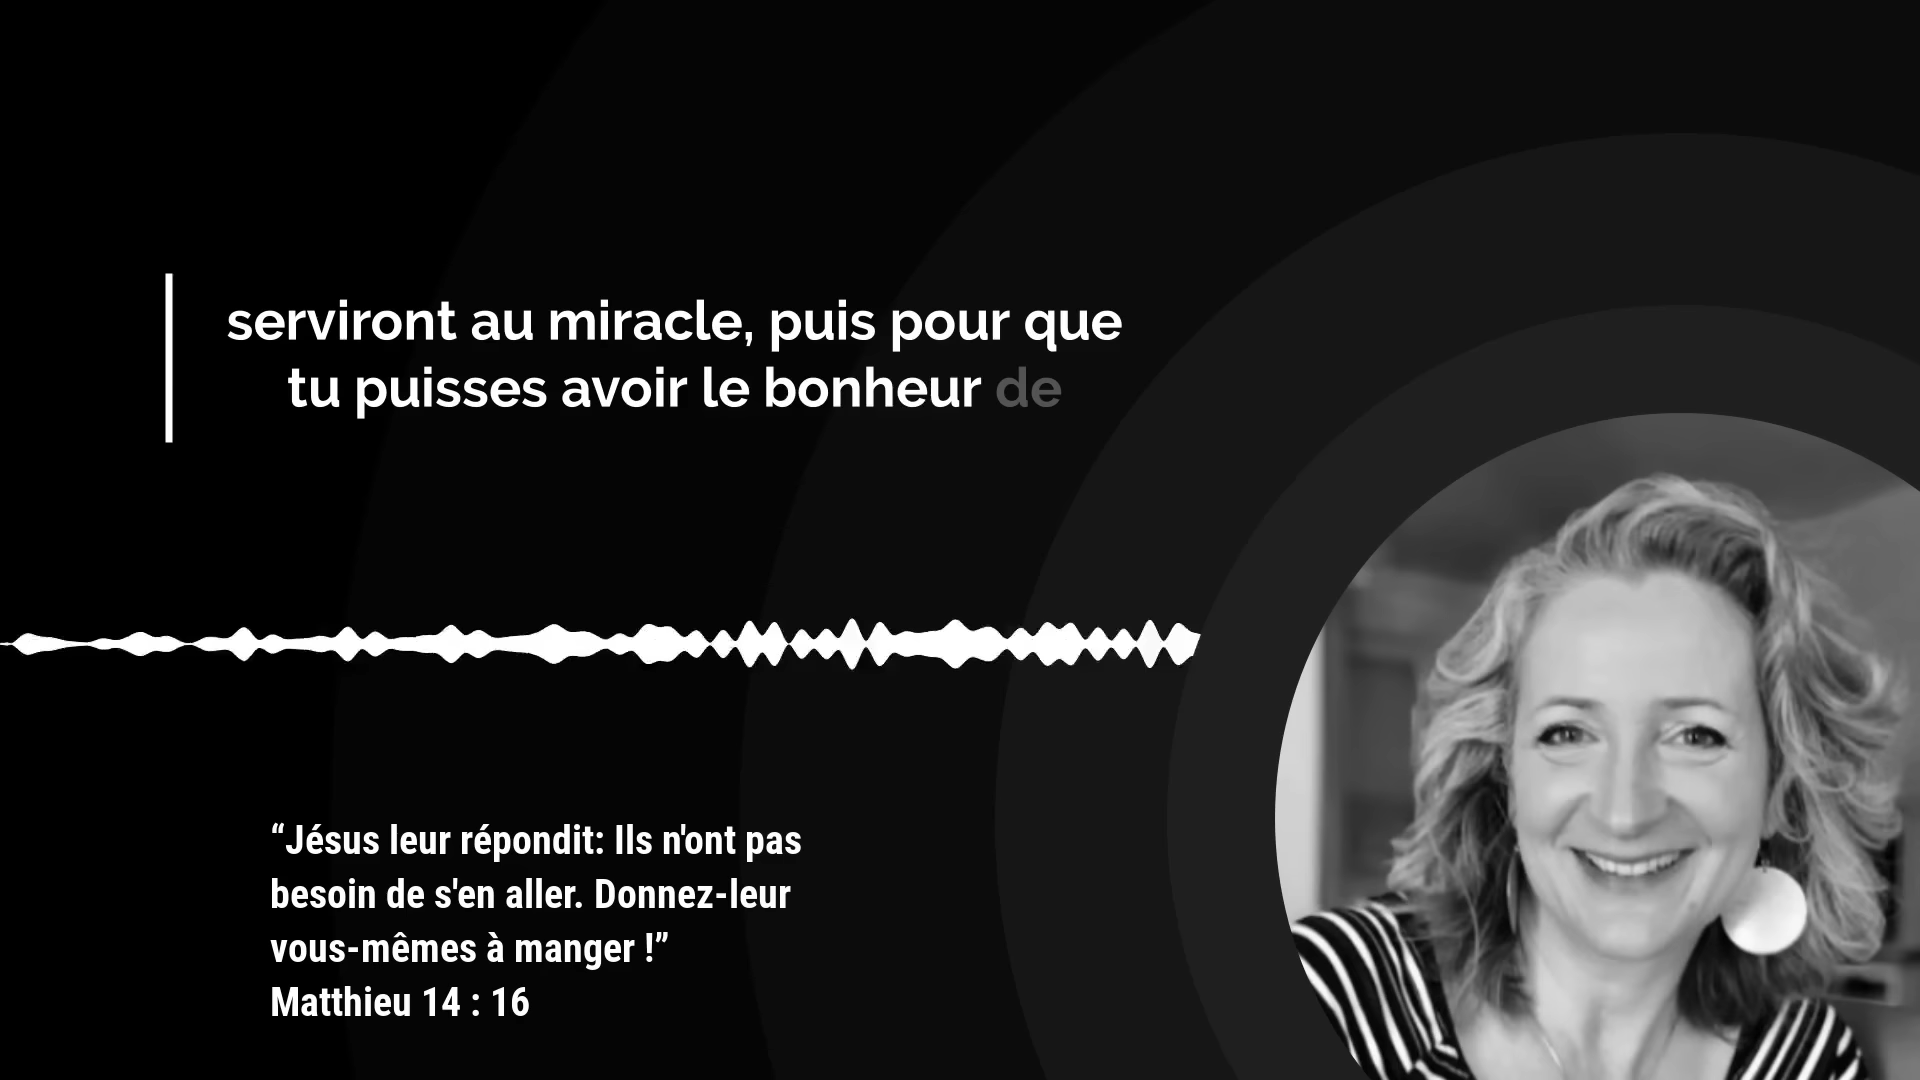 serviront au miracle, puis pour que
tu puisses avoir le bonheur de
“Jésus leur répondit: Ils n'ont pas
besoin de s'en aller. Donnez-leur
vous-mêmes à manger !”
Matthieu 14 : 16